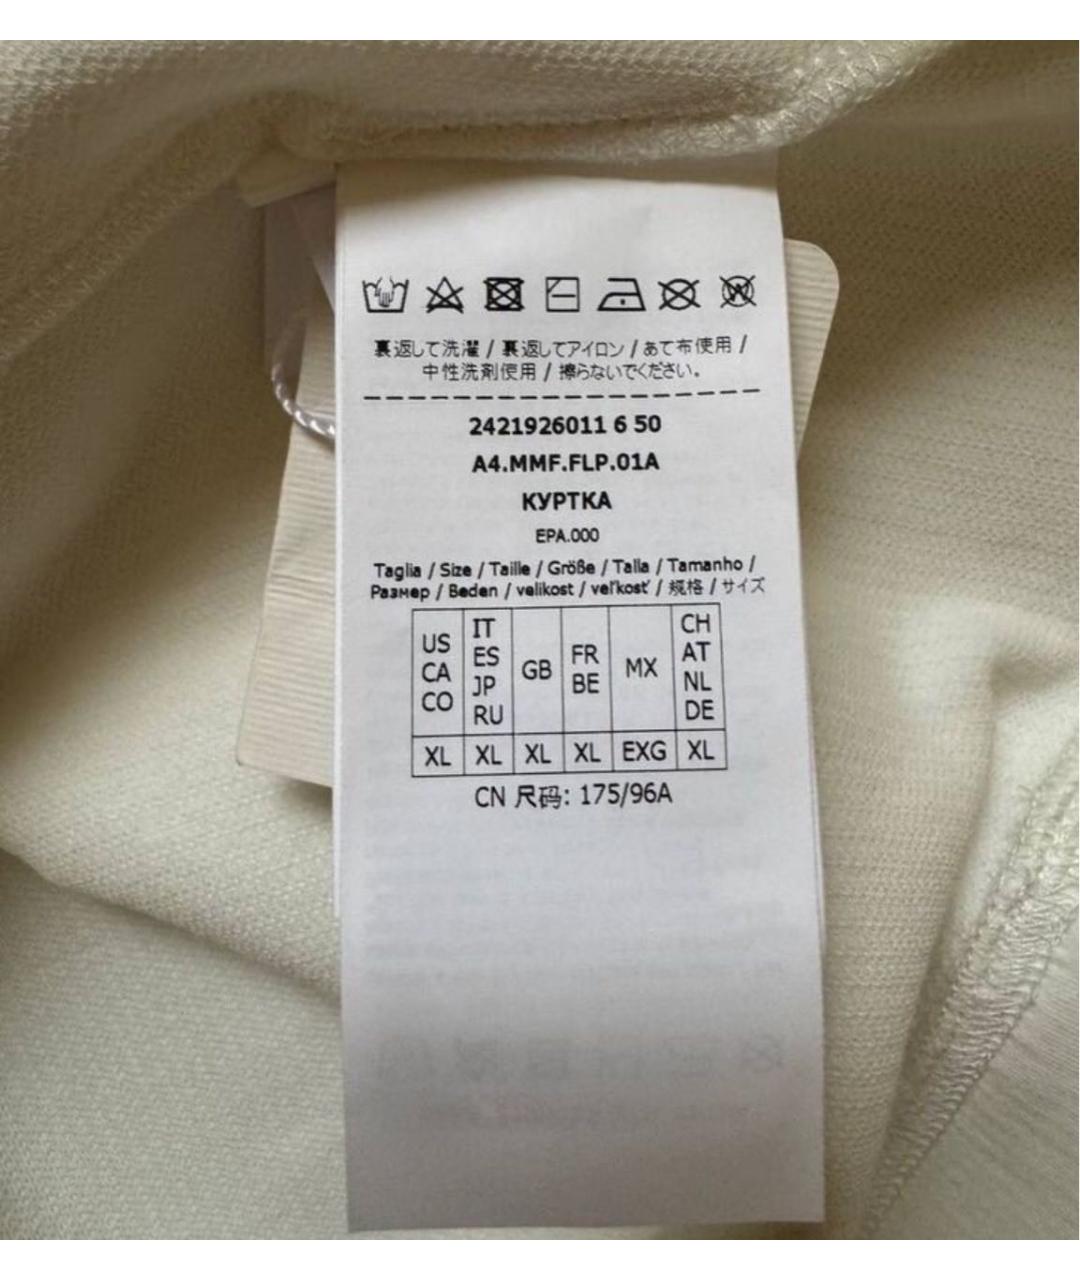 裏返して洗濯 / 裏返してアイロン / あて布使用 /
中性洗剤使用 / 擦らないでください。
2421926011 6 50
A4.MMF.FLP.01A
КУРТКА
EPA.000
Taglia / Size / Taille / Größe / Talla / Tamanho /
Размер / Beden / velikost / veľkosť / 规格 / サイズ
US CA CO IT ES JP RU GB FR BE MX CH AT NL DE
XL XL XL XL EXG XL
CN 尺码: 175/96A